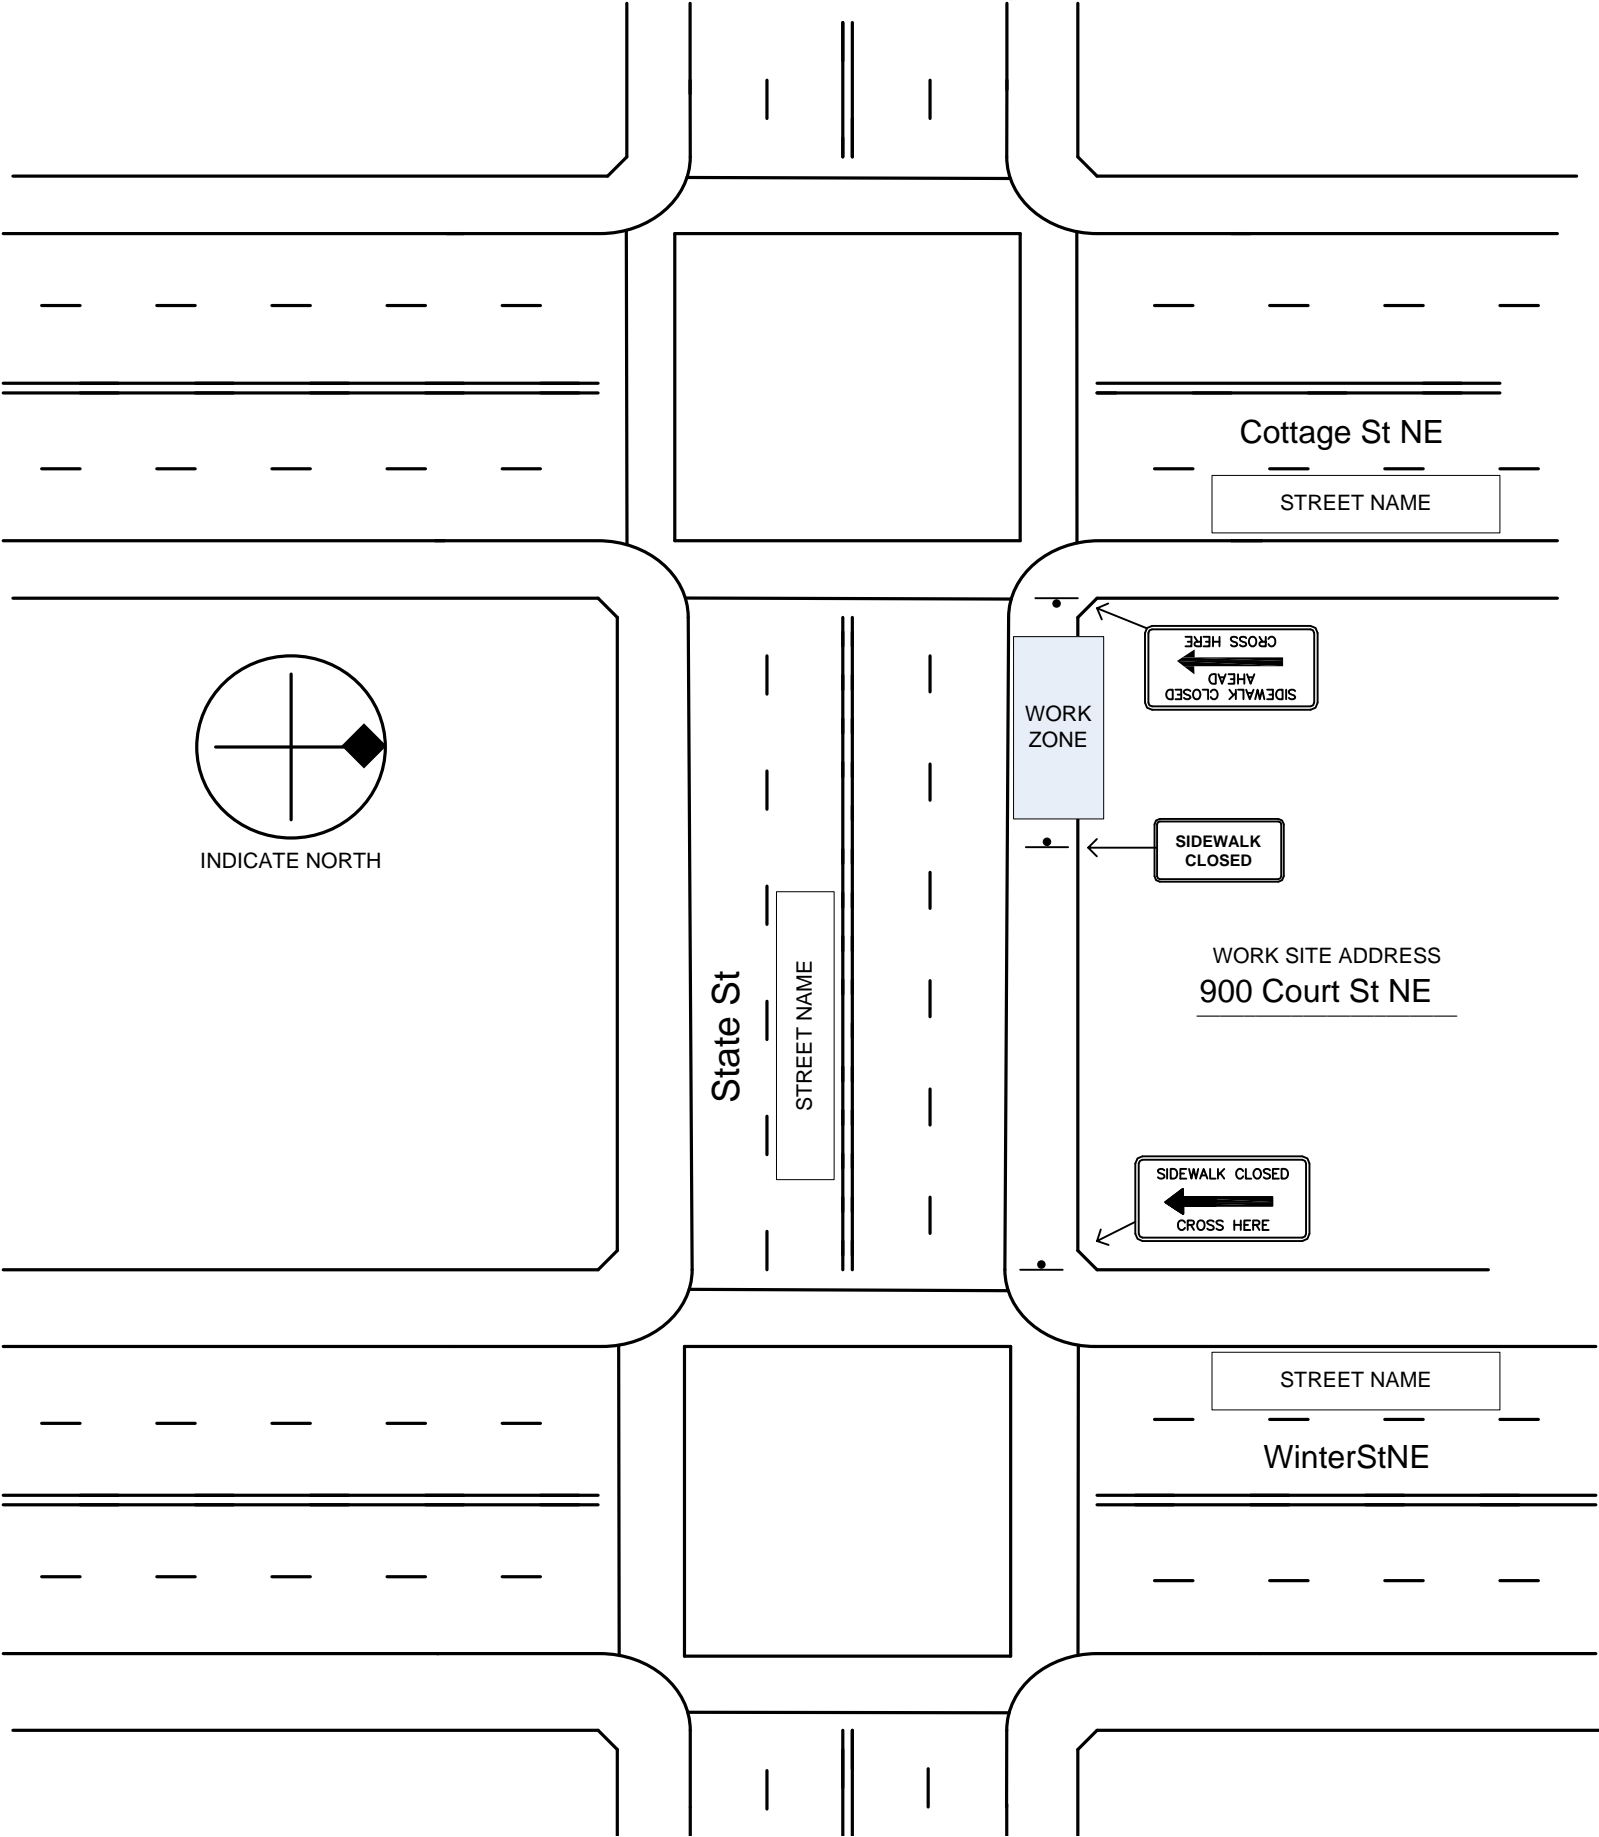 Cottage St NE
STREET NAME
CROSS HERE
AHEAD
SIDEWALK CLOSED
WORK
ZONE
INDICATE NORTH
SIDEWALK
CLOSED
WORK SITE ADDRESS
900 Court St NE
State St
STREET NAME
SIDEWALK CLOSED
CROSS HERE
STREET NAME
WinterStNE